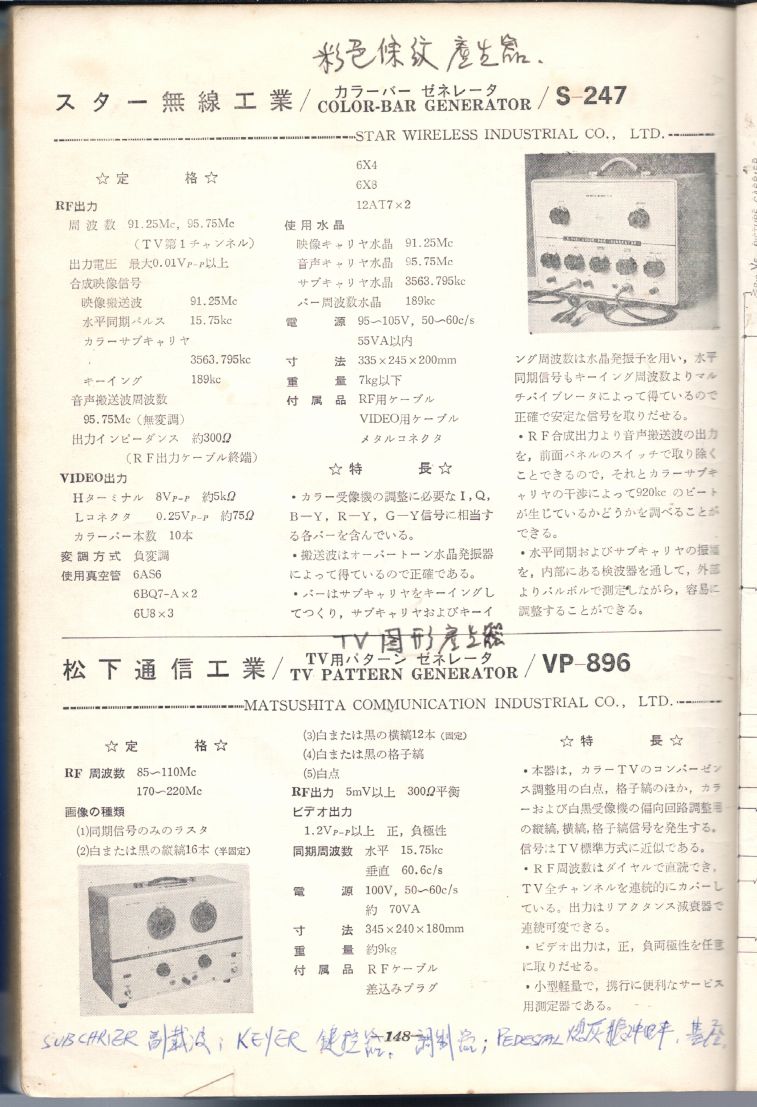 彩色條紋產生器.
スター無線工業/カラーバー ゼネレータ COLOR-BAR GENERATOR/S-247
STAR WIRELESS INDUSTRIAL CO., LTD.
☆定 格☆
RF出力
周波数 91.25Mc, 95.75Mc
(TV第1チャンネル)
出力電圧 最大0.01VP-P以上
合成映像信号
映像搬送波 91.25Mc
水平同期パルス 15.75kc
カラーサブキャリヤ
3563.795kc
キーイング 189kc
音声搬送波周波数
95.75Mc (無変調)
出力インピーダンス 約300Ω
(RF出力ケーブル終端)
VIDEO出力
Hターミナル 8VP-P 約5kΩ
Lコネクタ 0.25VP-P 約75Ω
カラーバー本数 10本
変調方式 負変調
使用真空管 6AS6
6BQ7-A×2
6U8×3
6X4
6X8
12AT7×2
使用水晶
映像キャリヤ水晶 91.25Mc
音声キャリヤ水晶 95.75Mc
サブキャリヤ水晶 3563.795kc
バー周波数水晶 189kc
電源 95〜105V, 50〜60c/s
55VA以内
寸法 335×245×200mm
重量 7kg以下
付属品 RF用ケーブル
VIDEO用ケーブル
メタルコネクタ
☆特 長☆
・カラー受像機の調整に必要なI, Q,
B—Y, R—Y, G—Y信号に相当す
る各バーを含んでいる。
・搬送波はオーバートーン水晶発振器
によって得ているので正確である。
・バーはサブキャリヤをキーイングし
てつくり, サブキャリヤおよびキーイ
ング周波数は水晶発振子を用い, 水平
同期信号もキーイング周波数よりマル
チバイブレータによって得ているので
正確で安定な信号を取りだせる。
・RF合成出力より音声搬送波の出力
を, 前面パネルのスイッチで取り除く
ことできるので, それとカラーサブキ
ャリヤの干渉によって920kc のビート
が生じているかどうかを調べることが
できる。
・水平同期およびサブキャリヤの振幅
を, 内部にある検波器を通して, 外部
よりバルボルで測定しながら, 容易に
調整することができる。
TV圖形產生器
松下通信工業/TV用パターン ゼネレータ TV PATTERN GENERATOR/VP-896
MATSUSHITA COMMUNICATION INDUSTRIAL CO., LTD.
☆定 格☆
RF 周波数 85〜110Mc
170〜220Mc
画像の種類
(1)同期信号のみのラスタ
(2)白または黒の縦縞16本 (半固定)
(3)白または黒の横縞12本 (固定)
(4)白または黒の格子縞
(5)白点
RF出力 5mV以上 300Ω平衡
ビデオ出力
1.2VP-P以上 正, 負極性
同期周波数 水平 15.75kc
垂直 60.6c/s
電源 100V, 50〜60c/s
約 70VA
寸法 345×240×180mm
重量 約9kg
付属品 RFケーブル
差込みプラグ
☆特 長☆
・本器は, カラーTVのコンバーゼン
ス調整用の白点, 格子縞のほか, カラ
ーおよび白黒受像機の偏向回路調整用
の縦縞, 横縞, 格子縞信号を発生する。
信号はTV標準方式に近似である。
・RF周波数はダイヤルで直読でき,
TV全チャンネルを連続的にカバーし
ている。出力はリアクタンス減衰器で
連続可変できる。
・ビデオ出力は, 正, 負両極性を任意
に取りだせる。
・小型軽量で, 携行に便利なサービス
用測定器である。
—148—
SUBCARIER 副載波; KEYER 鍵控器, 調制器; PEDESTAL 脉冲电平, 基座,